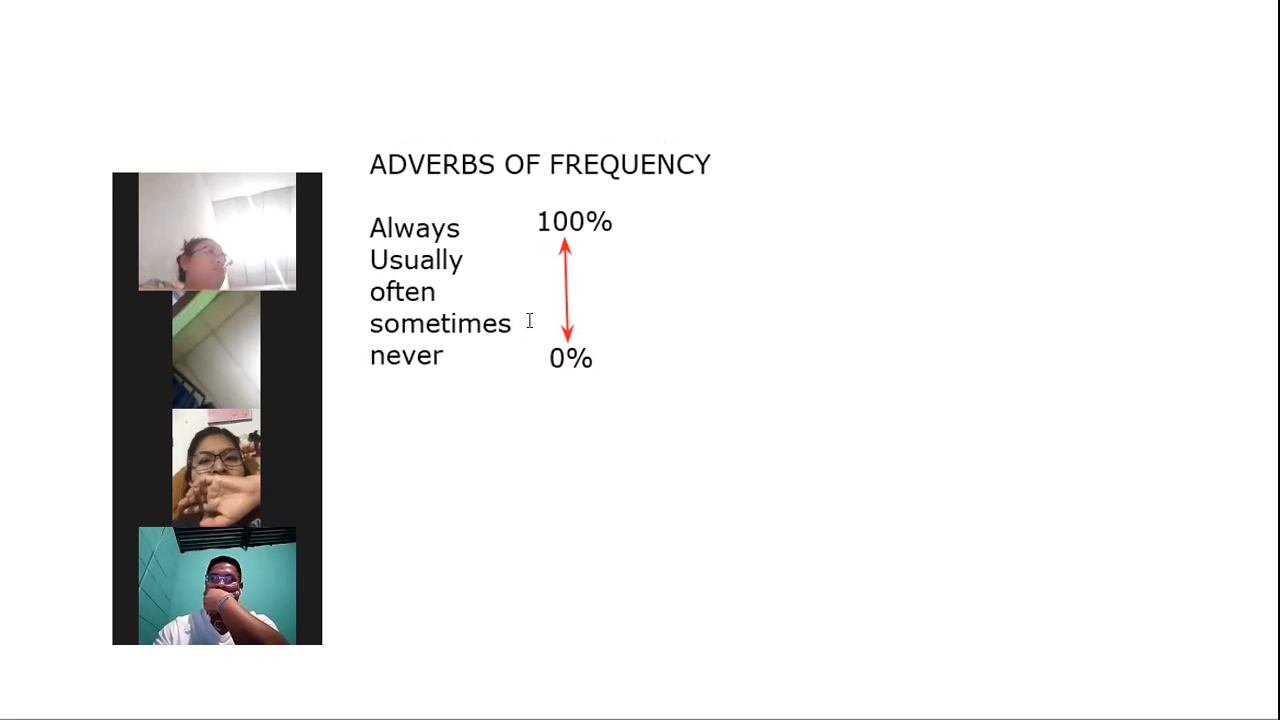 ADVERBS OF FREQUENCY
Always 100%
Usually
often
sometimes
never 0%